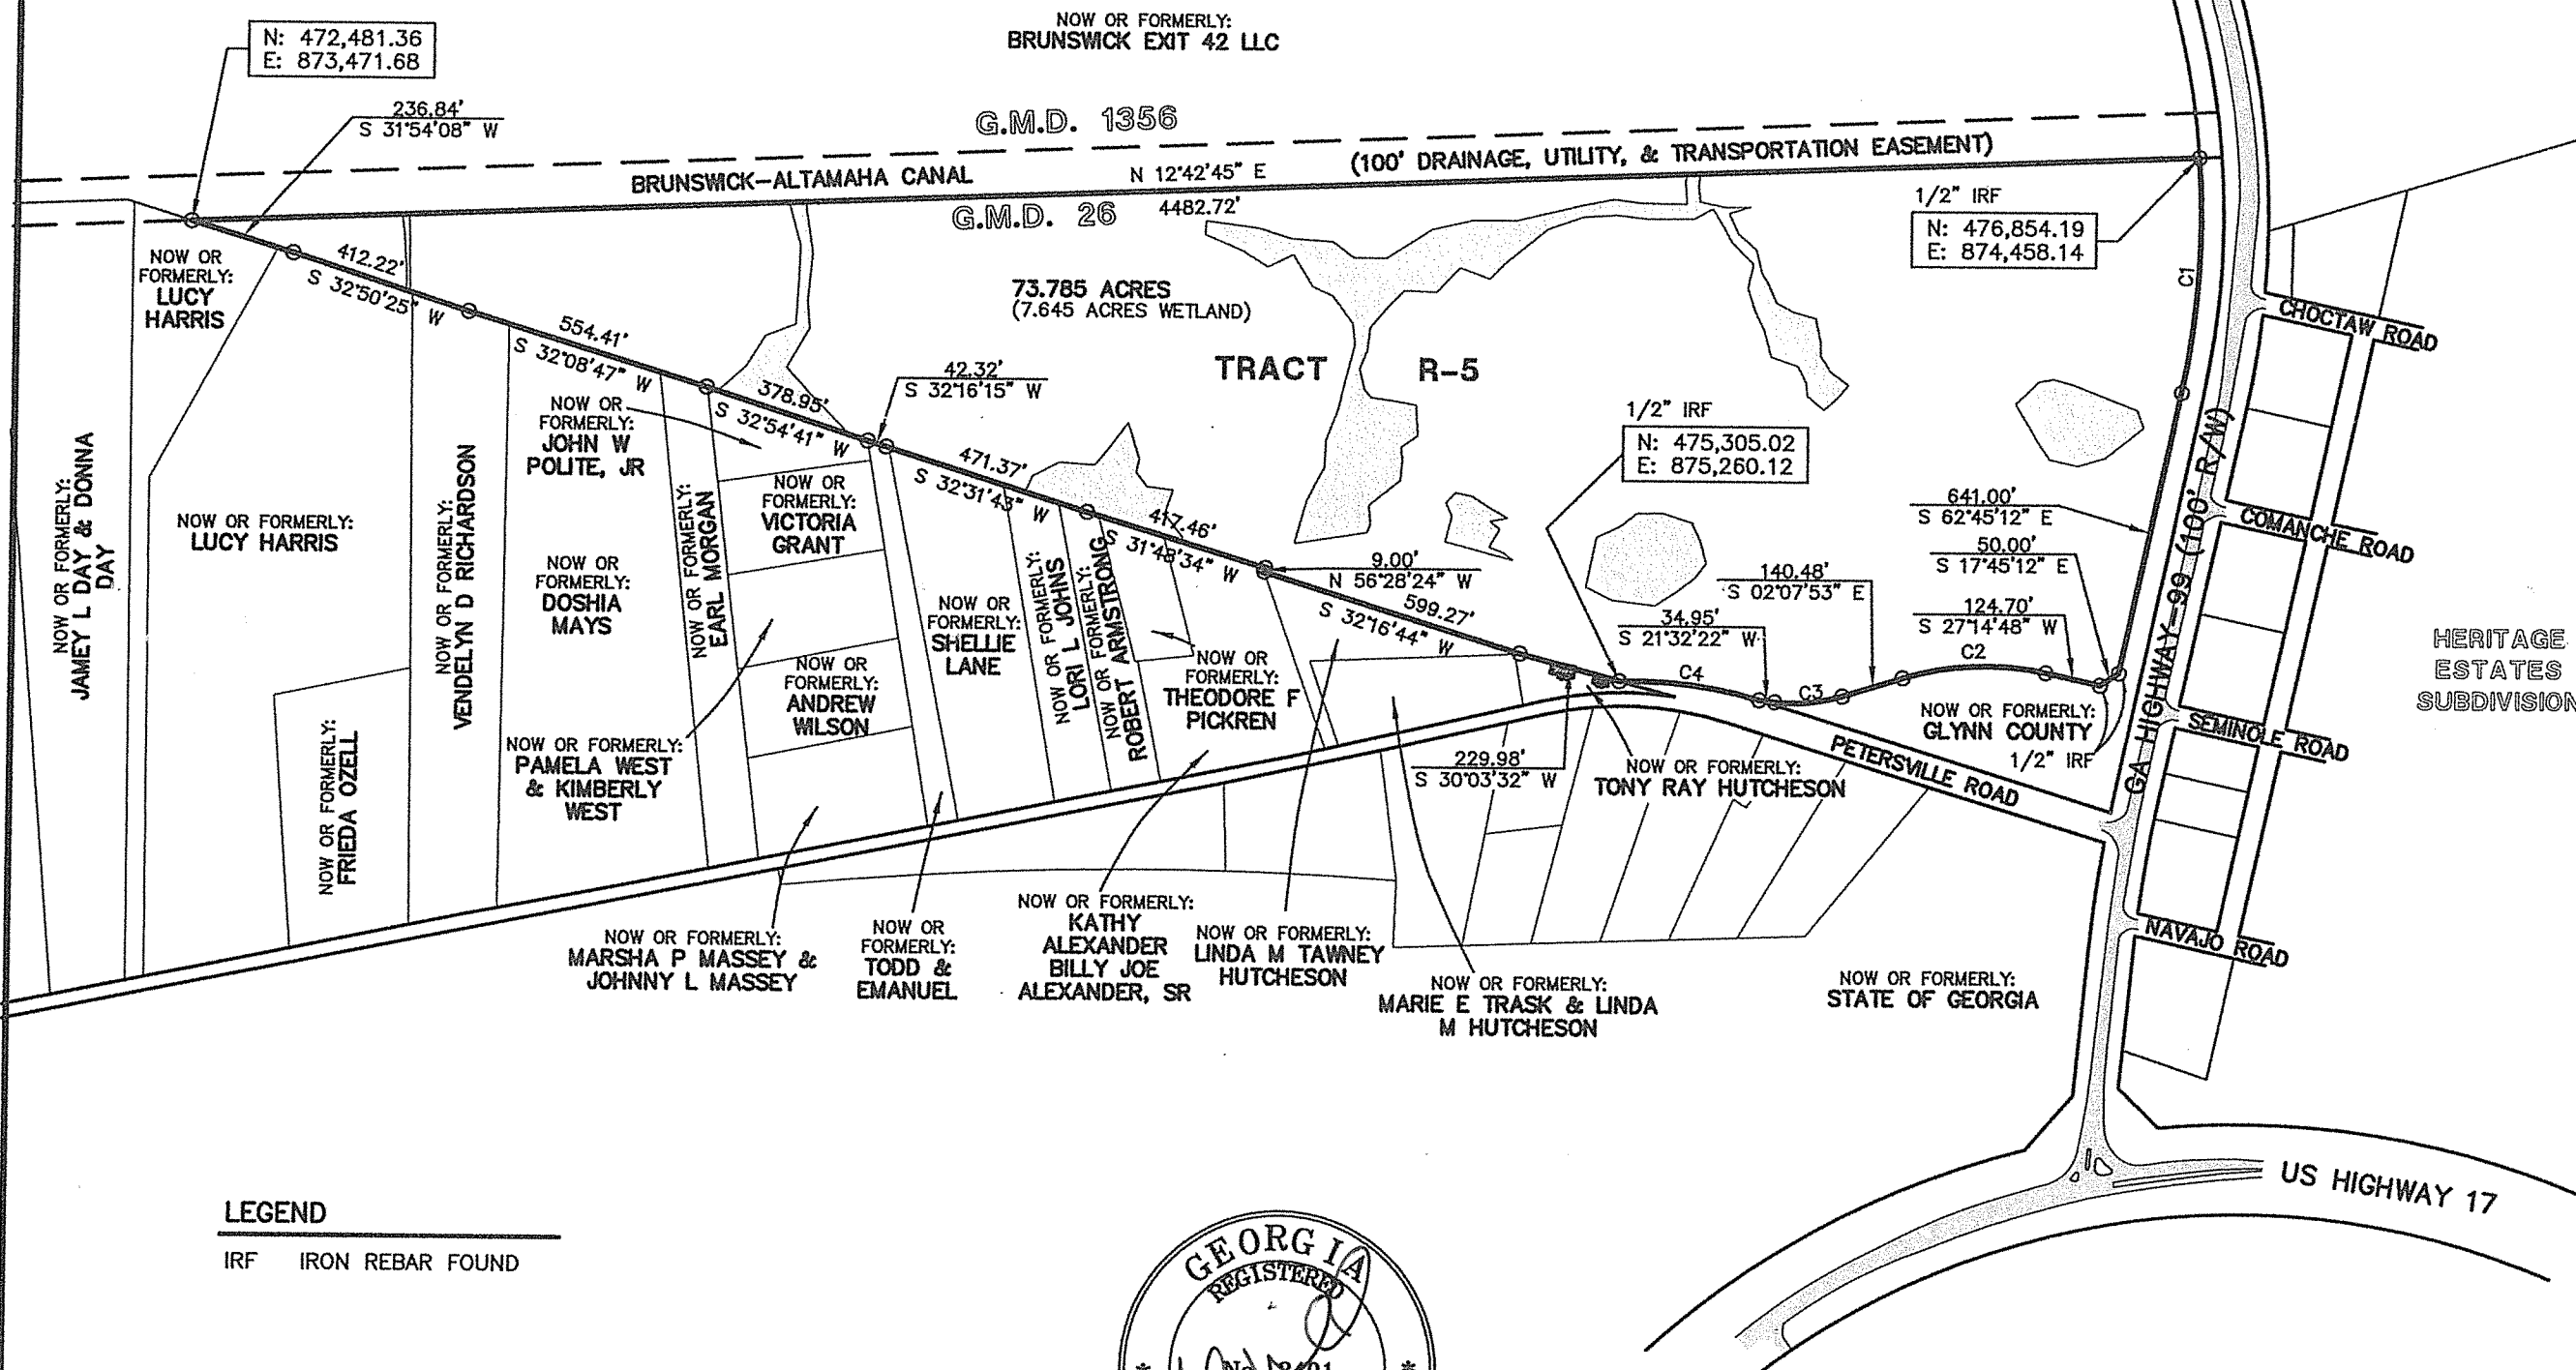 NOW OR FORMERLY:
BRUNSWICK EXIT 42 LLC
N: 472,481.36
E: 873,471.68
236.84'
S 31°54'08" W
G.M.D. 1356
BRUNSWICK-ALTAMAHA CANAL
N 12°42'45" E
(100' DRAINAGE, UTILITY, & TRANSPORTATION EASEMENT)
G.M.D. 26
4482.72'
1/2" IRF
N: 476,854.19
E: 874,458.14
C1
NOW OR
FORMERLY:
LUCY
HARRIS
412.22'
S 32°50'25" W
554.41'
S 32°08'47" W
378.95'
S 32°54'41" W
42.32'
S 32°16'15" W
471.37'
S 32°31'43" W
417.46'
S 31°48'34" W
9.00'
N 56°28'24" W
599.27'
S 32°16'44" W
73.785 ACRES
(7.645 ACRES WETLAND)
TRACT R-5
1/2" IRF
N: 475,305.02
E: 875,260.12
CHOCTAW ROAD
COMANCHE ROAD
SEMINOLE ROAD
NAVAJO ROAD
GA HIGHWAY-99 (100' R/W)
HERITAGE
ESTATES
SUBDIVISION
641.00'
S 62°45'12" E
50.00'
S 17°45'12" E
124.70'
S 27°14'48" W
140.48'
S 02°07'53" E
34.95'
S 21°32'22" W
C4
C3
C2
NOW OR FORMERLY:
GLYNN COUNTY
1/2" IRF
229.98'
S 30°03'32" W
NOW OR FORMERLY:
TONY RAY HUTCHESON
PETERSVILLE ROAD
NOW OR FORMERLY:
JAMEY L DAY & DONNA
DAY
NOW OR FORMERLY:
LUCY HARRIS
NOW OR FORMERLY:
FRIEDA OZELL
NOW OR FORMERLY:
VENDELYN D RICHARDSON
NOW OR
FORMERLY:
DOSHIA
MAYS
NOW OR
FORMERLY:
JOHN W
POLITE, JR
NOW OR FORMERLY:
EARL MORGAN
NOW OR
FORMERLY:
VICTORIA
GRANT
NOW OR
FORMERLY:
ANDREW
WILSON
NOW OR FORMERLY:
PAMELA WEST
& KIMBERLY
WEST
NOW OR
FORMERLY:
SHELLIE
LANE
NOW OR FORMERLY:
LORI L JOHNS
NOW OR FORMERLY:
ROBERT ARMSTRONG
NOW OR
FORMERLY:
THEODORE F
PICKREN
NOW OR FORMERLY:
MARSHA P MASSEY &
JOHNNY L MASSEY
NOW OR
FORMERLY:
TODD &
EMANUEL
NOW OR FORMERLY:
KATHY
ALEXANDER
BILLY JOE
ALEXANDER, SR
NOW OR FORMERLY:
LINDA M TAWNEY
HUTCHESON
NOW OR FORMERLY:
MARIE E TRASK & LINDA
M HUTCHESON
NOW OR FORMERLY:
STATE OF GEORGIA
US HIGHWAY 17
LEGEND
IRF IRON REBAR FOUND
GEORGIA
REGISTERED